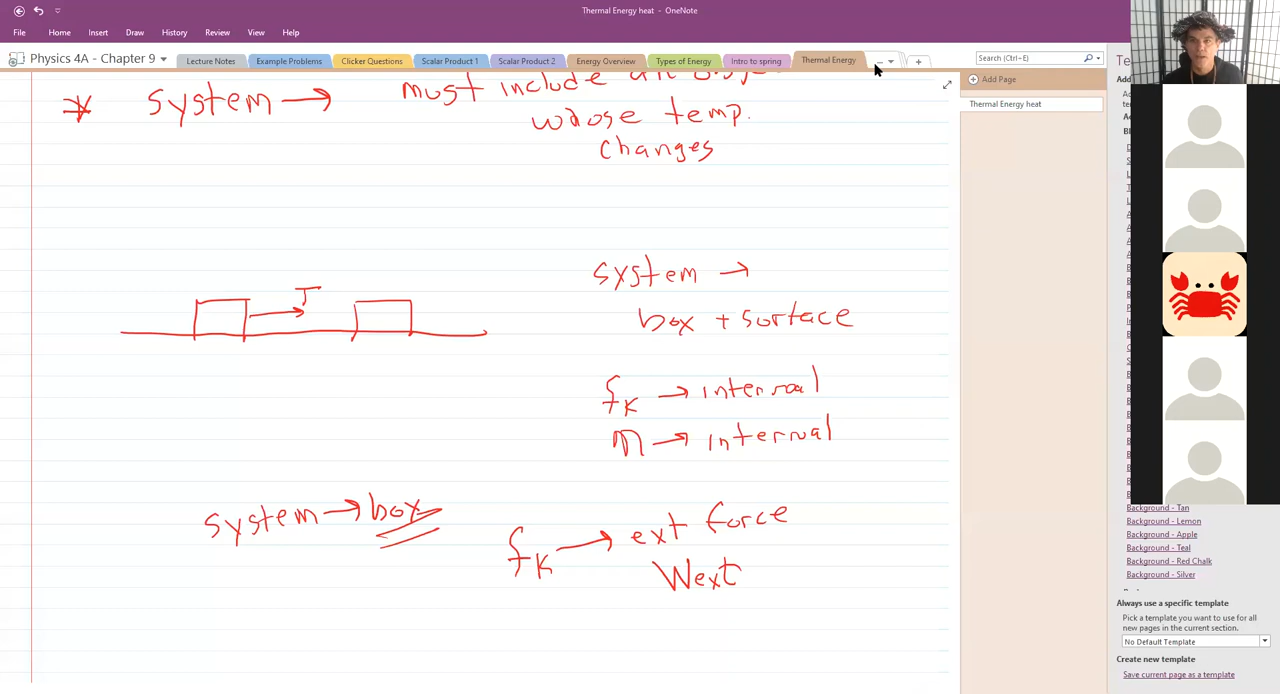 Thermal Energy heat - OneNote
File Home Insert Draw History Review View Help
Physics 4A - Chapter 9
Lecture Notes Example Problems Clicker Questions Scalar Product 1 Scalar Product 2 Energy Overview Types of Energy Intro to spring Thermal Energy
Search (Ctrl+E)
Add Page
Thermal Energy heat
must include
system →
whose temp.
changes
T
system →
box + surface
fK → internal
n → internal
system → box
fK → ext force
Wext
Background - Tan
Background - Lemon
Background - Apple
Background - Teal
Background - Red Chalk
Background - Silver
Always use a specific template
Pick a template you want to use for all
new pages in the current section.
No Default Template
Create new template
Save current page as a template